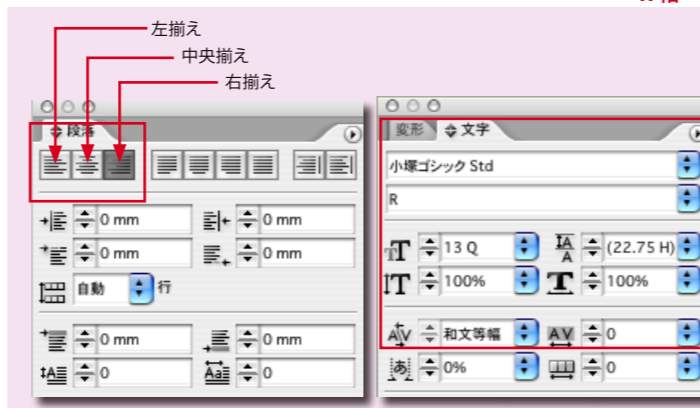 左揃え
中央揃え
右揃え
段落
0 mm
0 mm
0 mm
0 mm
自動
行
0 mm
0 mm
0
0
変形
文字
小塚ゴシック Std
R
13 Q
(22.75 H)
100%
100%
和文等幅
0
0%
0